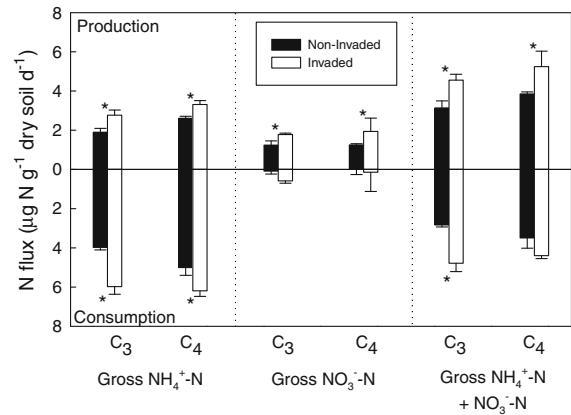 Production
Non-Invaded
Invaded
N flux (μg N g⁻¹ dry soil d⁻¹)
8
6
4
2
0
2
4
6
8
* * * * * *
* * *
Consumption
C₃ C₄ C₃ C₄ C₃ C₄
Gross NH₄⁺-N Gross NO₃⁻-N Gross NH₄⁺-N
+ NO₃⁻-N